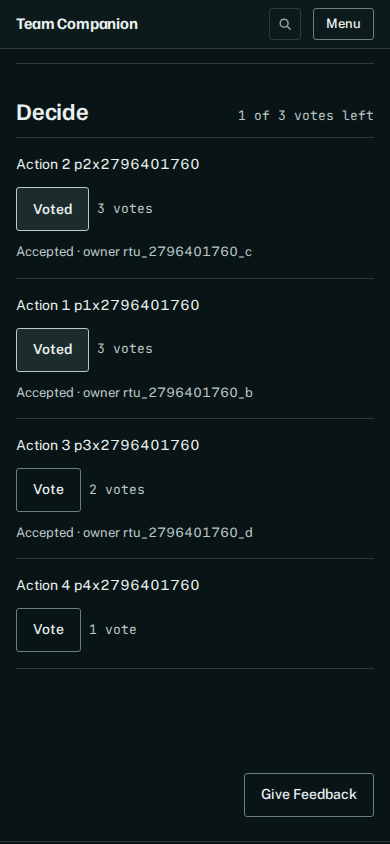 Team Companion
Menu
Decide
1 of 3 votes left
Action 2 p2x2796401760
Voted
3 votes
Accepted · owner rtu_2796401760_c
Action 1 p1x2796401760
Voted
3 votes
Accepted · owner rtu_2796401760_b
Action 3 p3x2796401760
Vote
2 votes
Accepted · owner rtu_2796401760_d
Action 4 p4x2796401760
Vote
1 vote
Give Feedback